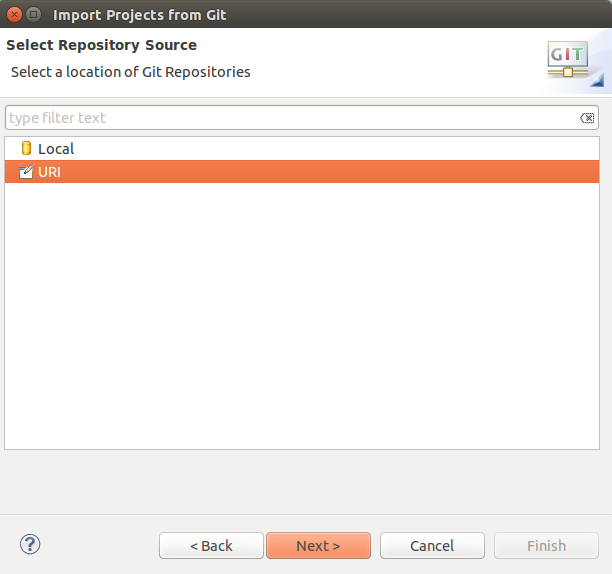 Import Projects from Git
Select Repository Source
Select a location of Git Repositories
GIT
type filter text
Local
URI
?
< Back
Next >
Cancel
Finish